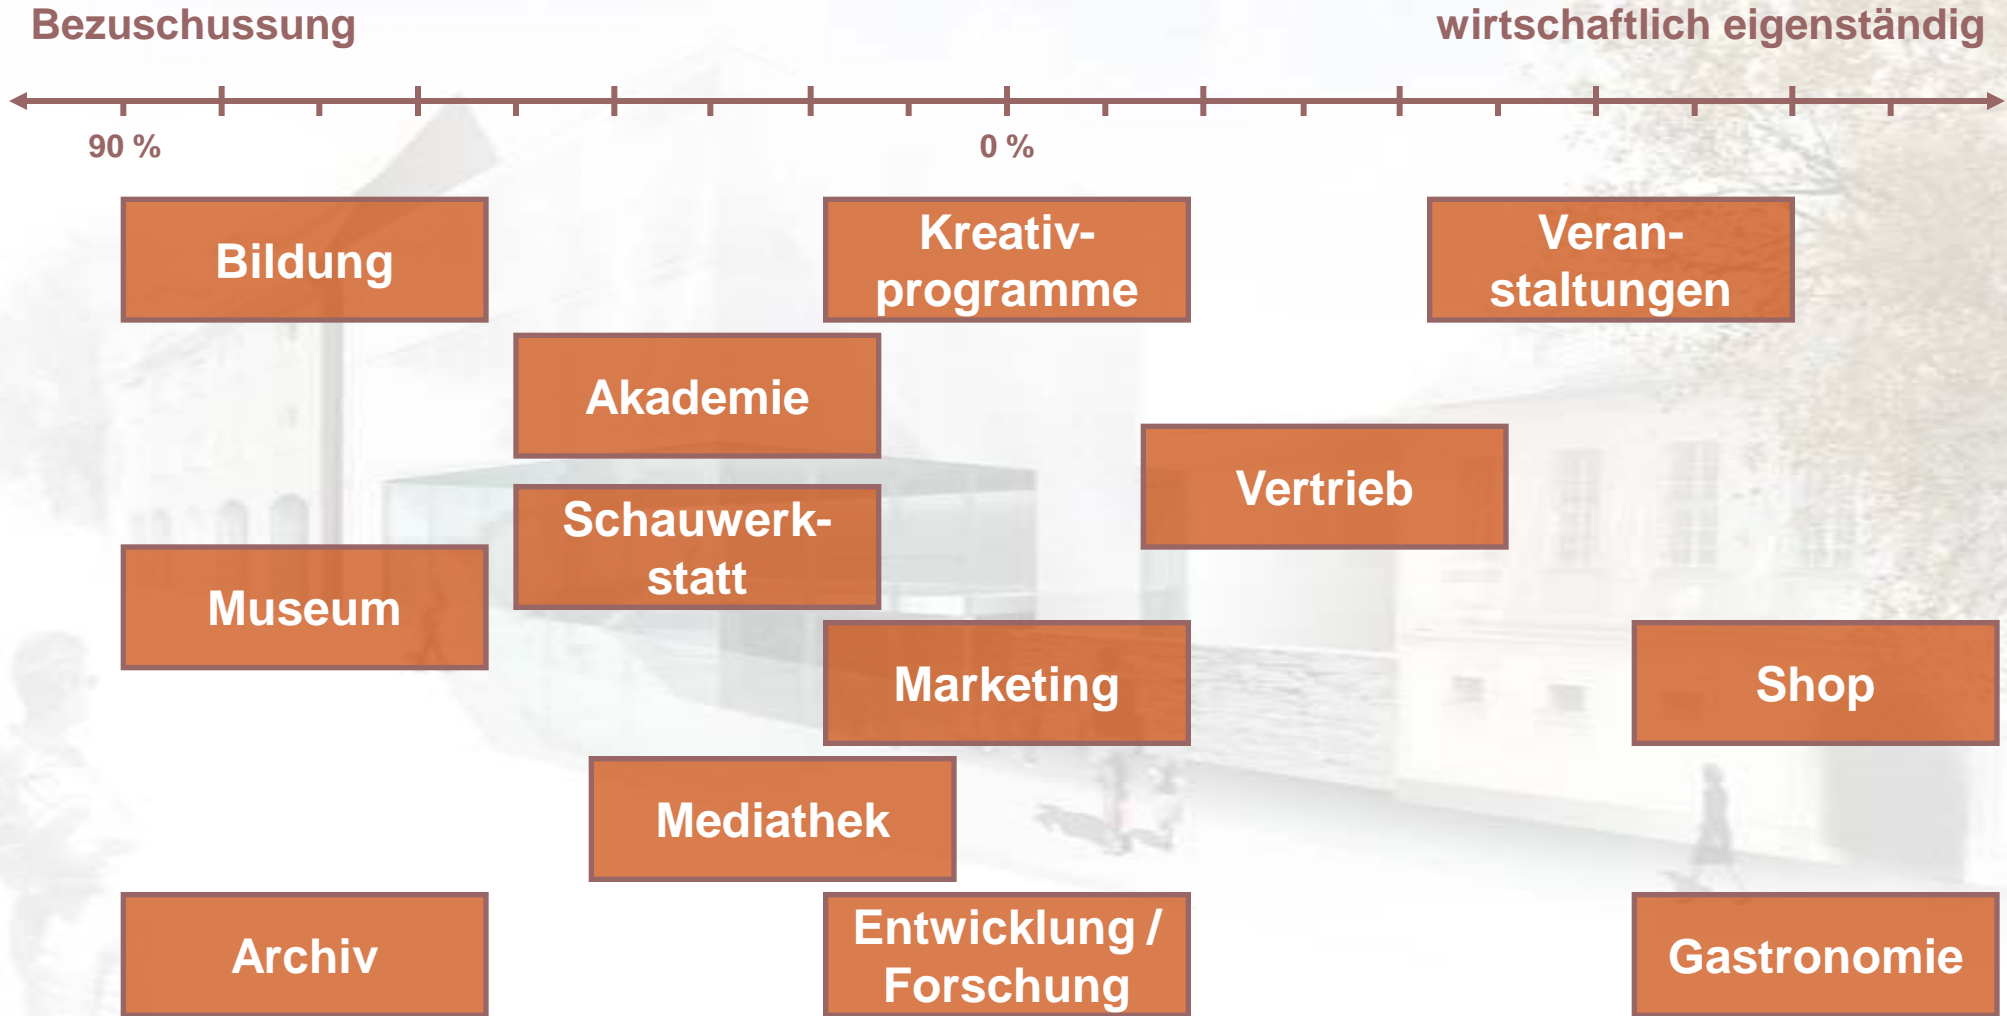 Bezuschussung
wirtschaftlich eigenständig
90 %
0 %
Bildung
Kreativ-
programme
Veran-
staltungen
Akademie
Vertrieb
Schauwerk-
statt
Museum
Marketing
Shop
Mediathek
Archiv
Entwicklung /
Forschung
Gastronomie